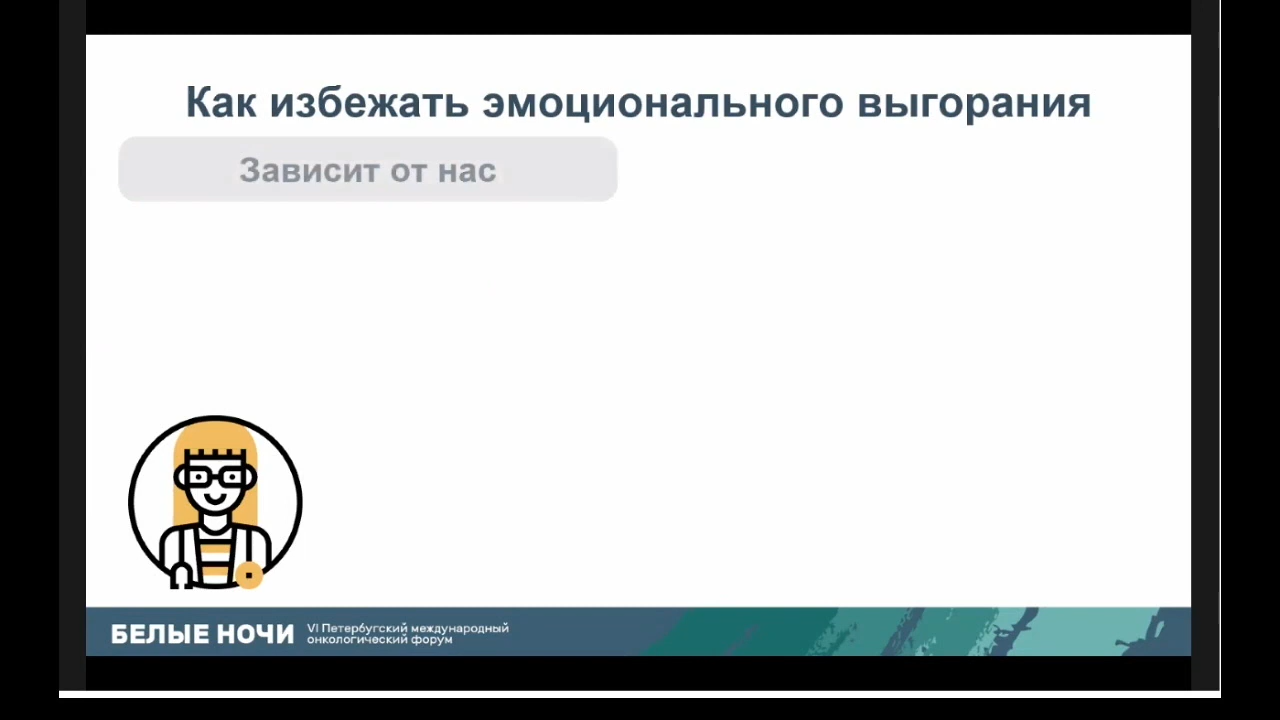 Как избежать эмоционального выгорания
Зависит от нас
БЕЛЫЕ НОЧИ
VI Петербугский международный
онкологический форум